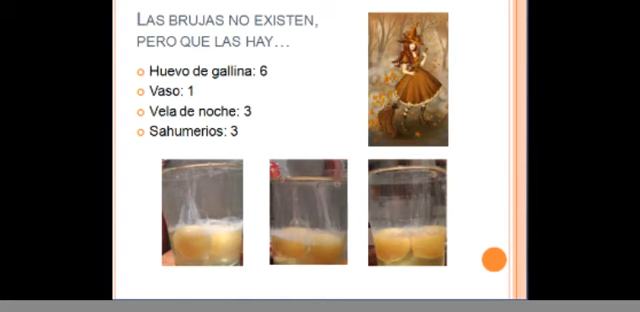 LAS BRUJAS NO EXISTEN,
PERO QUE LAS HAY...
Huevo de gallina: 6
Vaso: 1
Vela de noche: 3
Sahumerios: 3